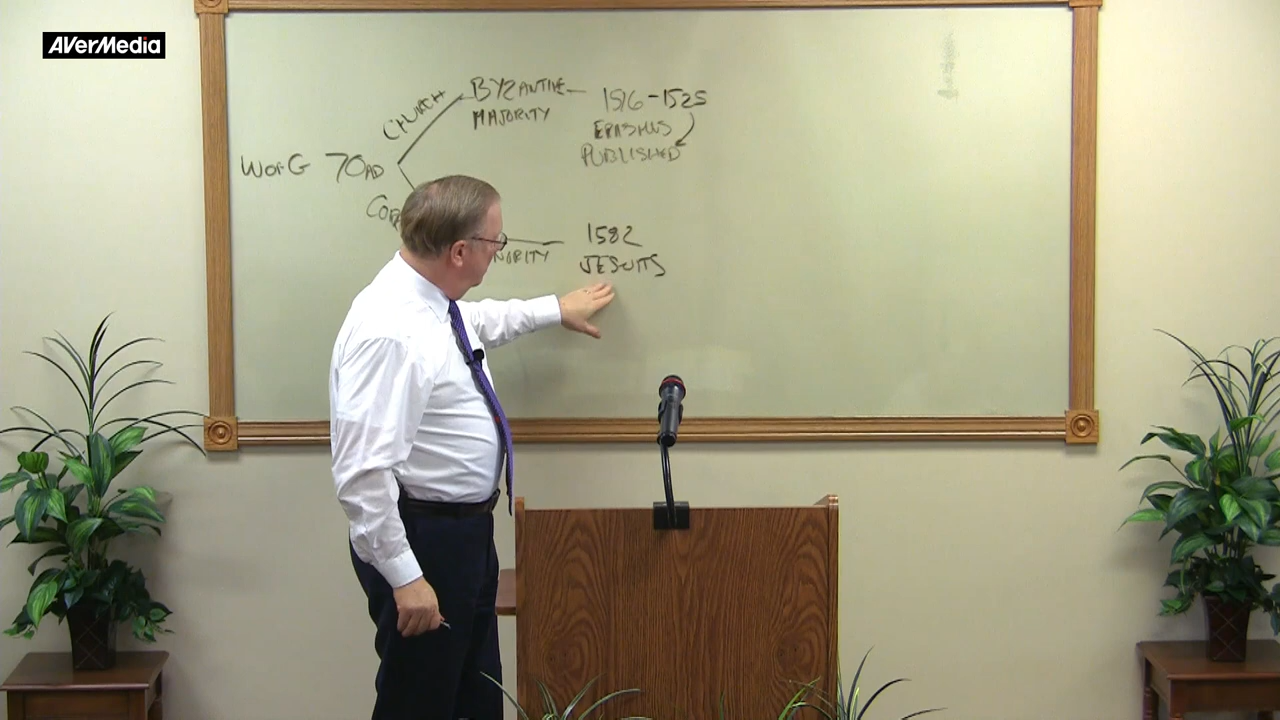 AVerMedia
CHURCH
BYZANTINE
MAJORITY
1516-1525
ERASMUS
PUBLISHED
WOFG 70AD
1582
JESUITS